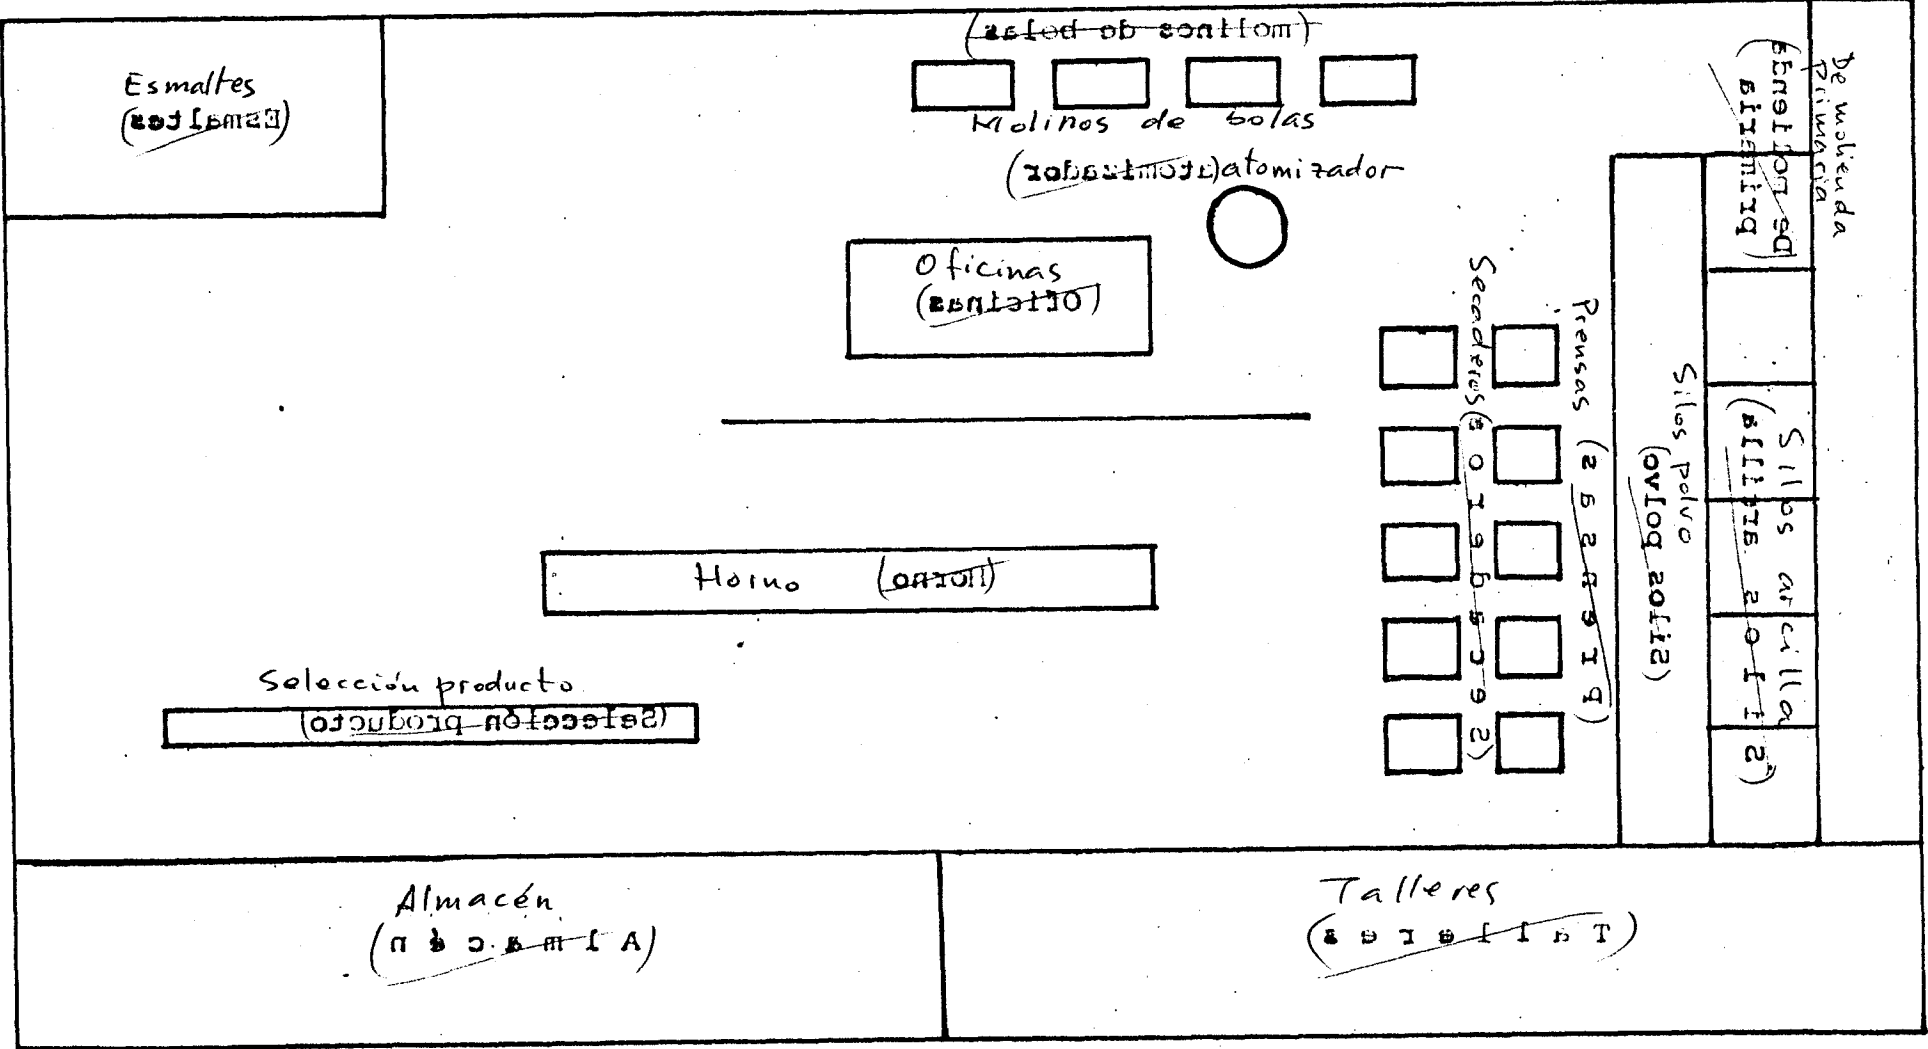 (molinos de bolas)
Molinos de bolas
Esmaltes
(Esmaltes)
(atomizador) atomizador
De molienda
primaria
(De molienda
primaria)
Oficinas
(Oficinas)
Secaderos (Secaderos)
Prensas (Prensas)
Silos polvo
(Silos polvo)
Silos arcilla
(Silos arcilla)
Horno (Horno)
Selección producto
(Selección producto)
Almacén
(Almacén)
Talleres
(Talleres)